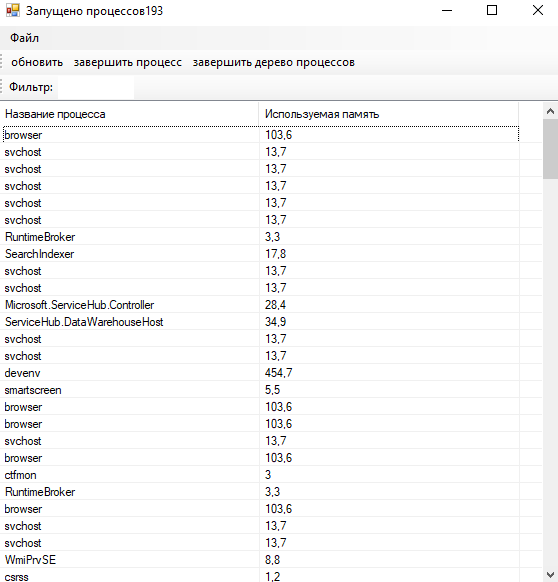 Запущено процессов193
Файл
обновить завершить процесс завершить дерево процессов
Фильтр:
Название процесса Используемая память
browser 103,6
svchost 13,7
svchost 13,7
svchost 13,7
svchost 13,7
svchost 13,7
RuntimeBroker 3,3
SearchIndexer 17,8
svchost 13,7
svchost 13,7
Microsoft.ServiceHub.Controller 28,4
ServiceHub.DataWarehouseHost 34,9
svchost 13,7
svchost 13,7
devenv 454,7
smartscreen 5,5
browser 103,6
browser 103,6
svchost 13,7
browser 103,6
ctfmon 3
RuntimeBroker 3,3
browser 103,6
svchost 13,7
svchost 13,7
WmiPrvSE 8,8
csrss 1,2